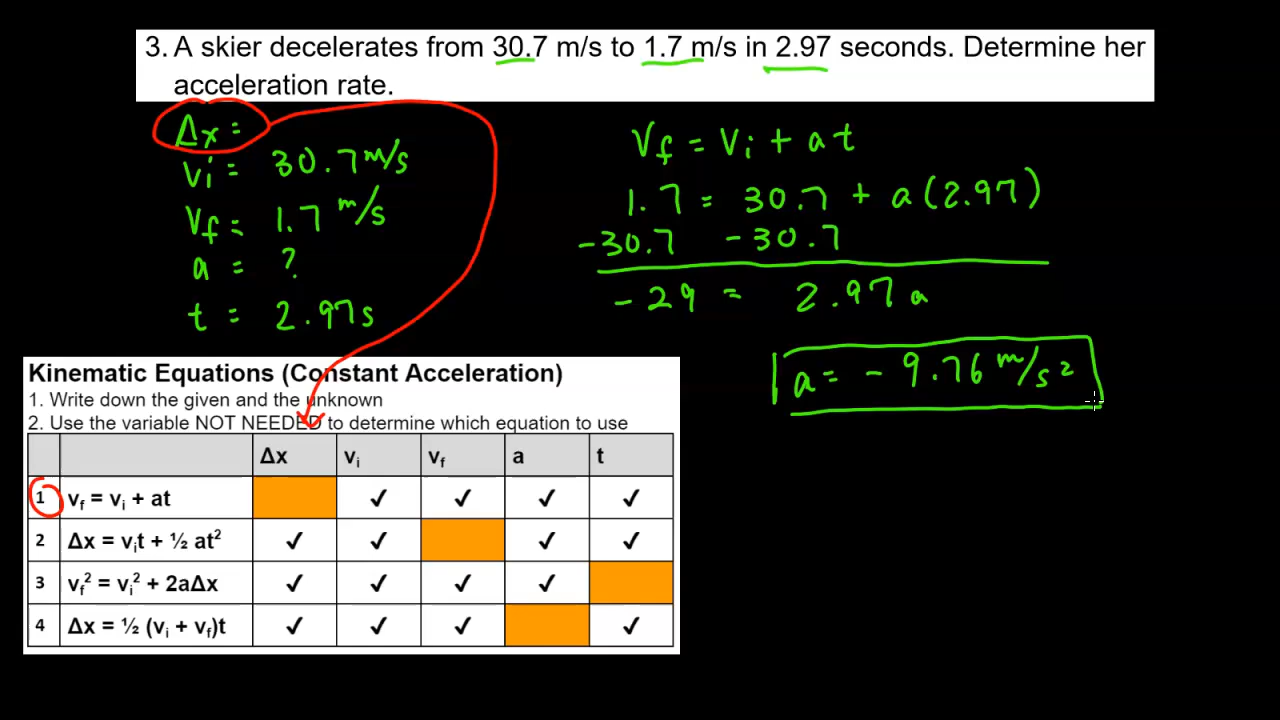 3. A skier decelerates from 30.7 m/s to 1.7 m/s in 2.97 seconds. Determine her
acceleration rate.
Δx =
Vi = 30.7 m/s
Vf = 1.7 m/s
a = ?
t = 2.97s
Vf = Vi + at
1.7 = 30.7 + a(2.97)
-30.7 -30.7
-29 = 2.97a
a = -9.76 m/s²
Kinematic Equations (Constant Acceleration)
1. Write down the given and the unknown
2. Use the variable NOT NEEDED to determine which equation to use
Δx vᵢ v_f a t
1 v_f = vᵢ + at ✓ ✓ ✓ ✓
2 Δx = vᵢt + ½ at² ✓ ✓ ✓ ✓
3 v_f² = vᵢ² + 2aΔx ✓ ✓ ✓ ✓
4 Δx = ½ (vᵢ + v_f)t ✓ ✓ ✓ ✓